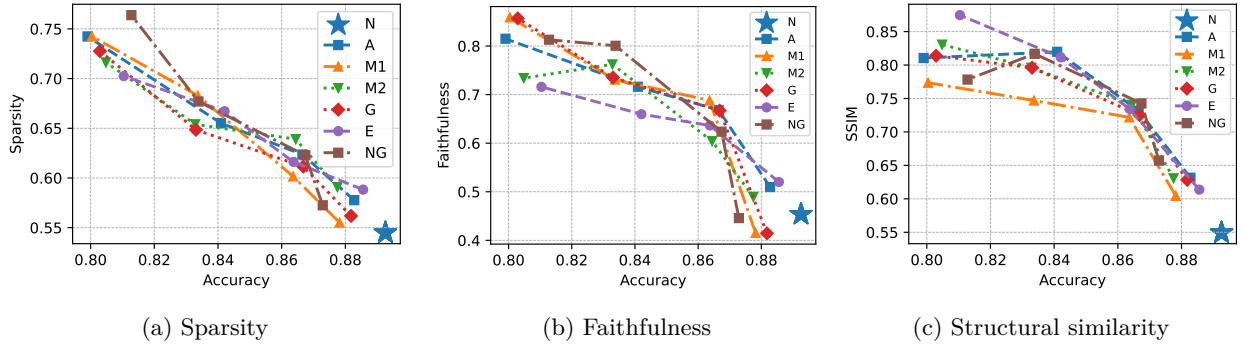 0.75
0.70
0.65
0.60
0.55
Sparsity
0.80 0.82 0.84 0.86 0.88
Accuracy
N
A
M1
M2
G
E
NG
(a) Sparsity
0.8
0.7
0.6
0.5
0.4
Faithfulness
0.80 0.82 0.84 0.86 0.88
Accuracy
N
A
M1
M2
G
E
NG
(b) Faithfulness
0.85
0.80
0.75
0.70
0.65
0.60
0.55
SSIM
0.80 0.82 0.84 0.86 0.88
Accuracy
N
A
M1
M2
G
E
NG
(c) Structural similarity